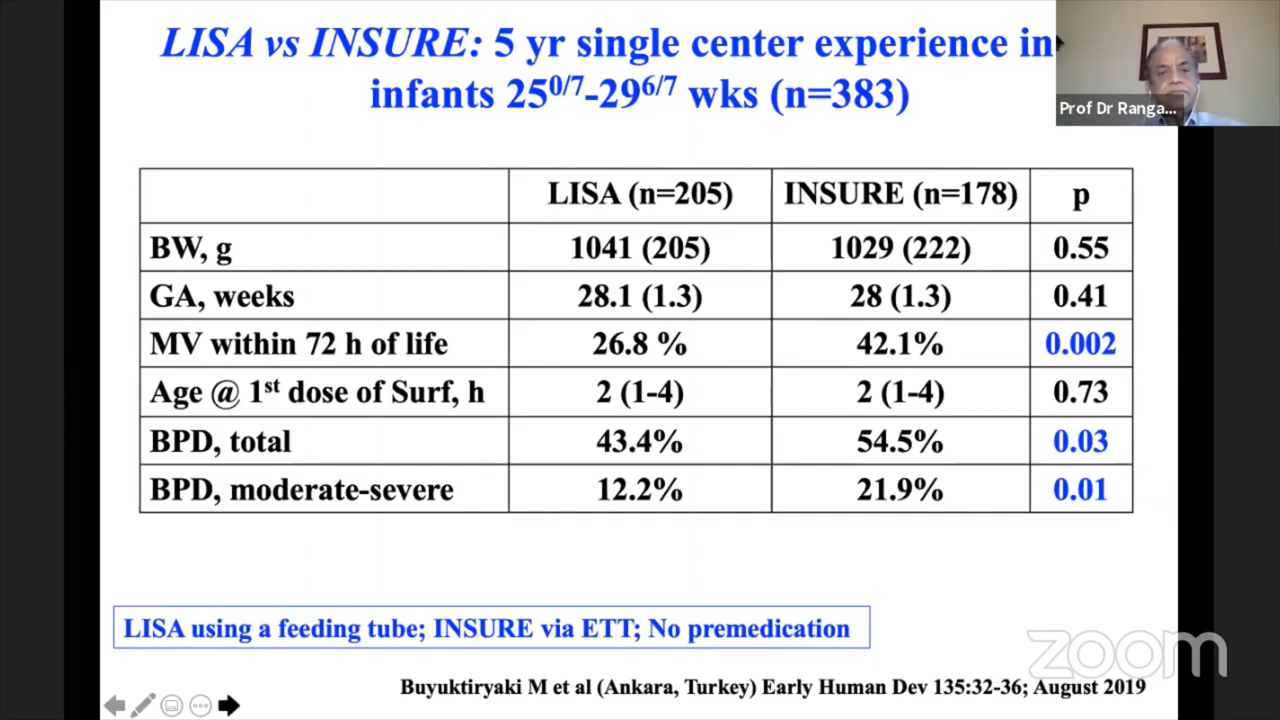 LISA vs INSURE: 5 yr single center experience in
infants 25⁰/⁷-29⁶/⁷ wks (n=383)
Prof Dr Ranga...
LISA (n=205) INSURE (n=178) p
BW, g 1041 (205) 1029 (222) 0.55
GA, weeks 28.1 (1.3) 28 (1.3) 0.41
MV within 72 h of life 26.8 % 42.1% 0.002
Age @ 1ˢᵗ dose of Surf, h 2 (1-4) 2 (1-4) 0.73
BPD, total 43.4% 54.5% 0.03
BPD, moderate-severe 12.2% 21.9% 0.01
LISA using a feeding tube; INSURE via ETT; No premedication
zoom
Buyuktiryaki M et al (Ankara, Turkey) Early Human Dev 135:32-36; August 2019